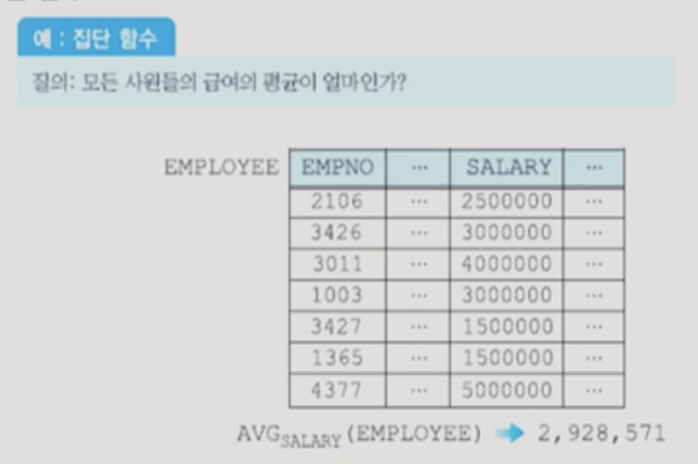 예 : 집단 함수
질의: 모든 사원들의 급여의 평균이 얼마인가?
EMPLOYEE EMPNO ... SALARY ...
2106 ... 2500000 ...
3426 ... 3000000 ...
3011 ... 4000000 ...
1003 ... 3000000 ...
3427 ... 1500000 ...
1365 ... 1500000 ...
4377 ... 5000000 ...
AVGSALARY(EMPLOYEE) ➡ 2,928,571